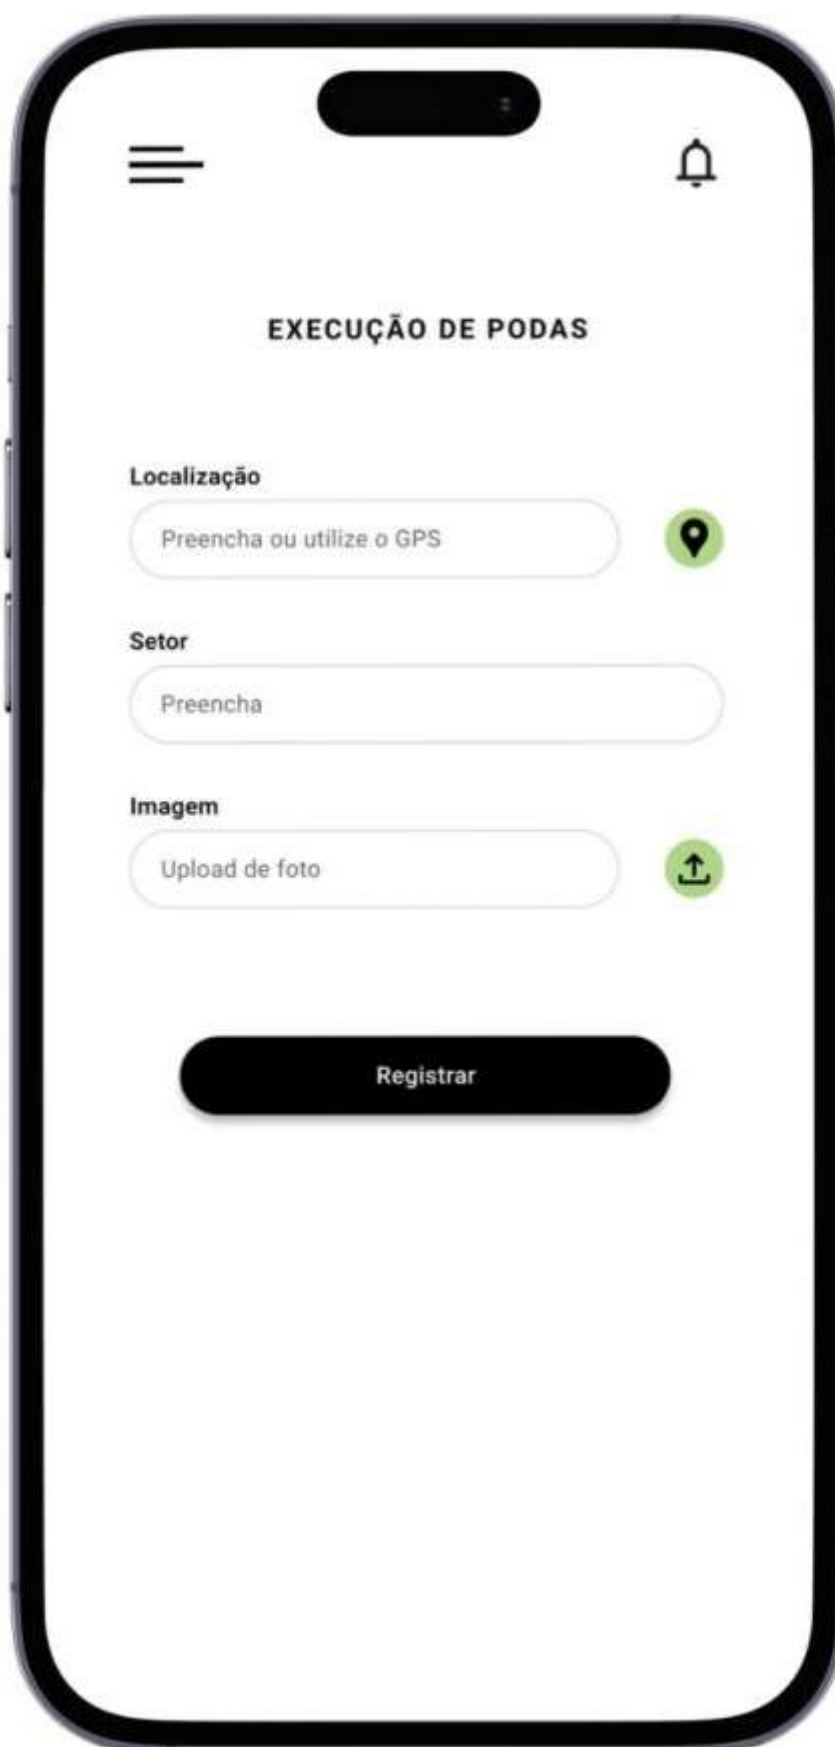 EXECUÇÃO DE PODAS
Localização
Preencha ou utilize o GPS
Setor
Preencha
Imagem
Upload de foto
Registrar